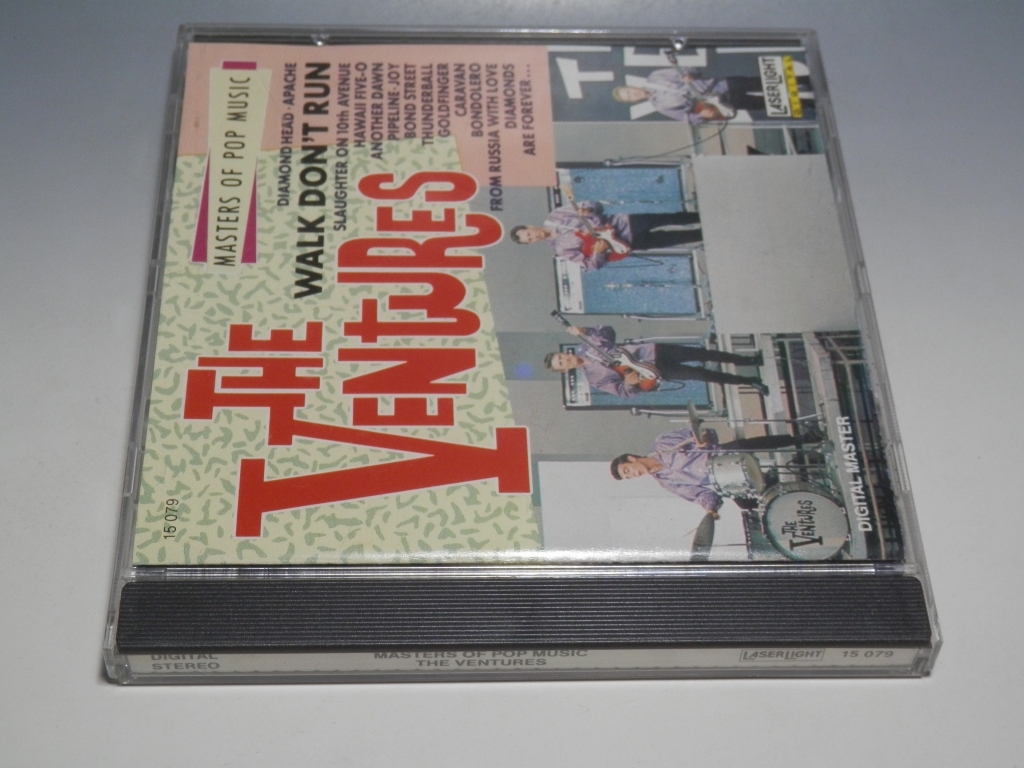 15 079
MASTERS OF POP MUSIC
THE
VENTURES
DIAMOND HEAD · APACHE
WALK DON'T RUN
SLAUGHTER ON 10th AVENUE
HAWAII FIVE-O
ANOTHER DAWN
PIPELINE · JOY
BOND STREET
THUNDERBALL
GOLDFINGER
CARAVAN
BONDOLERO
FROM RUSSIA WITH LOVE
DIAMONDS
ARE FOREVER...
LASERLIGHT
DIGITAL
THE
VENTURES
DIGITAL MASTER
DIGITAL
STEREO
MASTERS OF POP MUSIC
THE VENTURES
LASERLIGHT
15 079